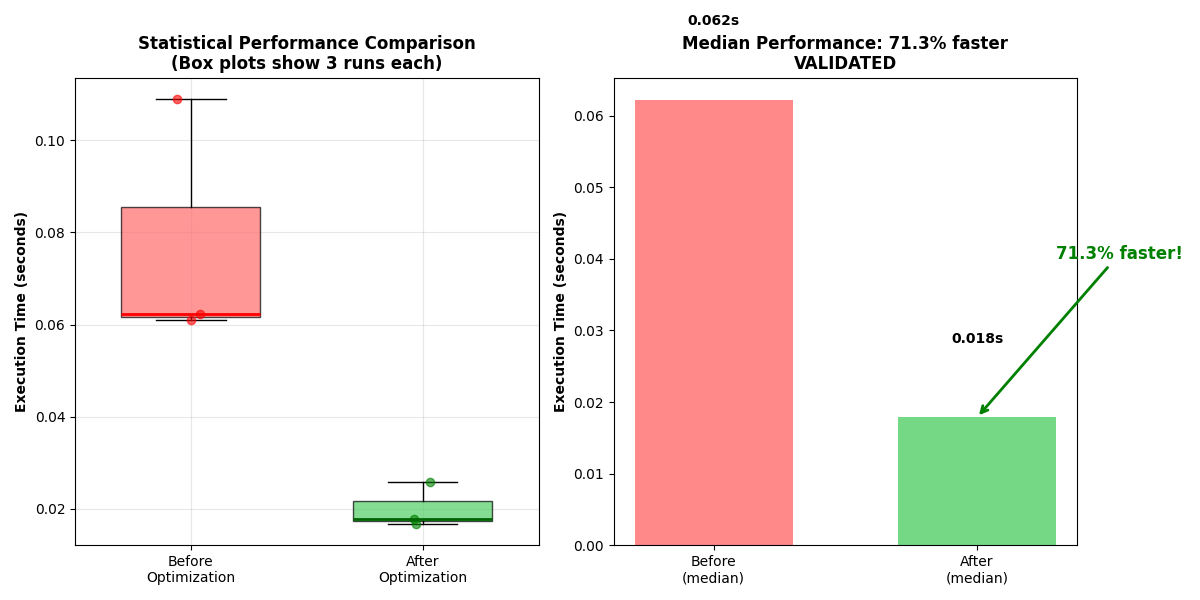 Statistical Performance Comparison
(Box plots show 3 runs each)
Execution Time (seconds)
0.10
0.08
0.06
0.04
0.02
Before
Optimization
After
Optimization
0.062s
Median Performance: 71.3% faster
VALIDATED
Execution Time (seconds)
0.06
0.05
0.04
0.03
0.02
0.01
0.00
71.3% faster!
0.018s
Before
(median)
After
(median)